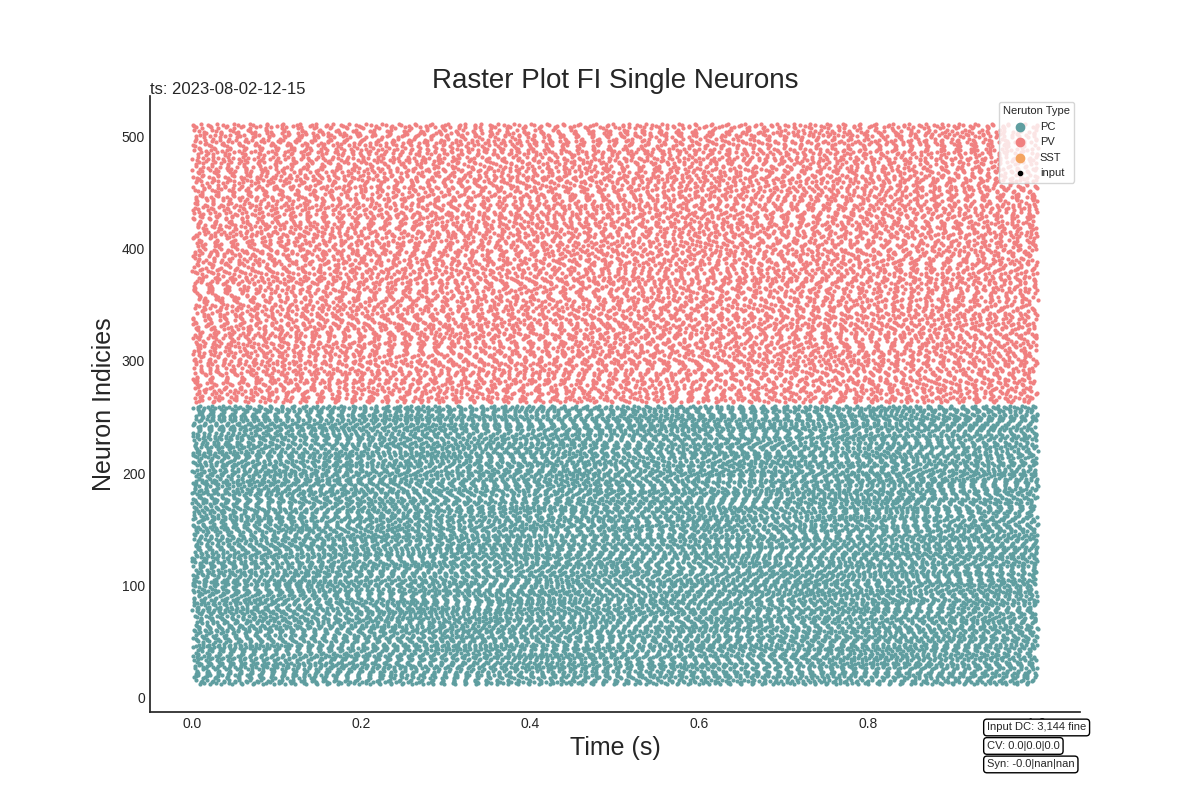 Raster Plot FI Single Neurons
ts: 2023-08-02-12-15
Neruton Type
PC
PV
SST
input
Neuron Indicies
500
400
300
200
100
0
0.0 0.2 0.4 0.6 0.8
Time (s)
Input DC: 3,144 fine
CV: 0.0|0.0|0.0
Syn: -0.0|nan|nan